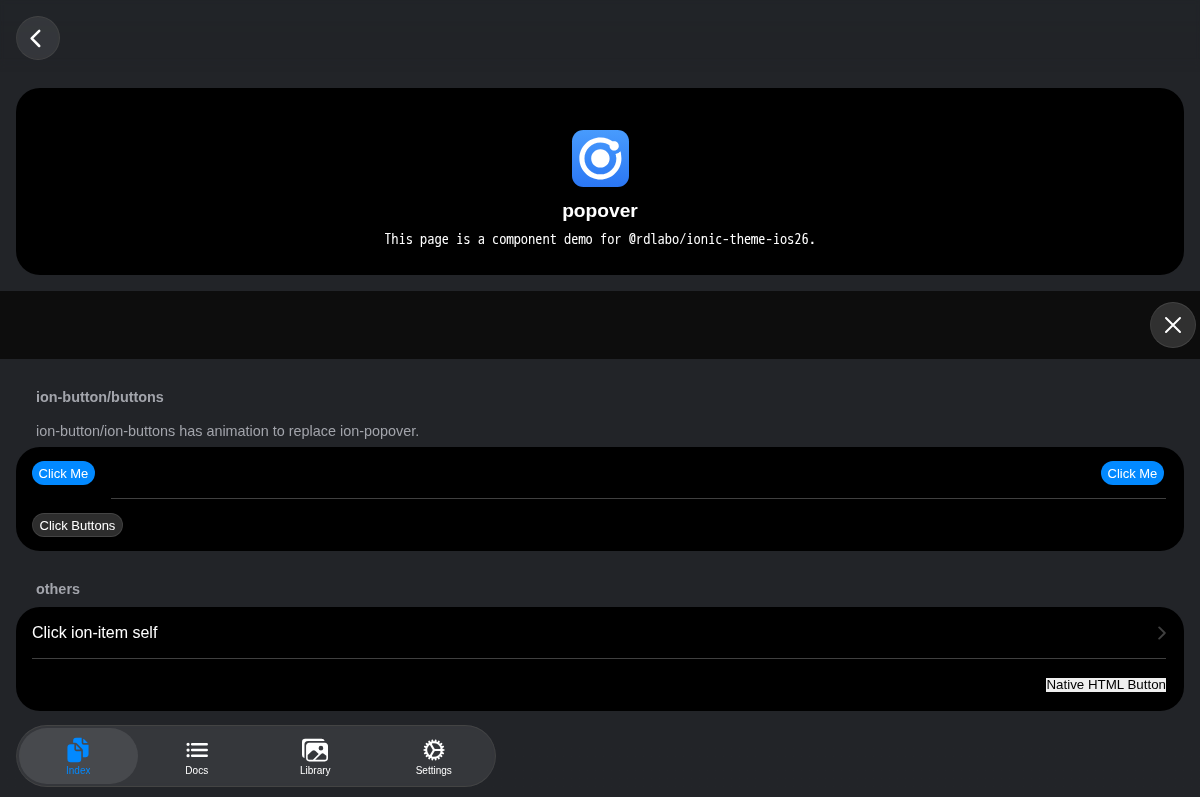 popover
This page is a component demo for @rdlabo/ionic-theme-ios26.
ion-button/buttons
ion-button/ion-buttons has animation to replace ion-popover.
Click Me
Click Me
Click Buttons
others
Click ion-item self
Native HTML Button
Index
Docs
Library
Settings